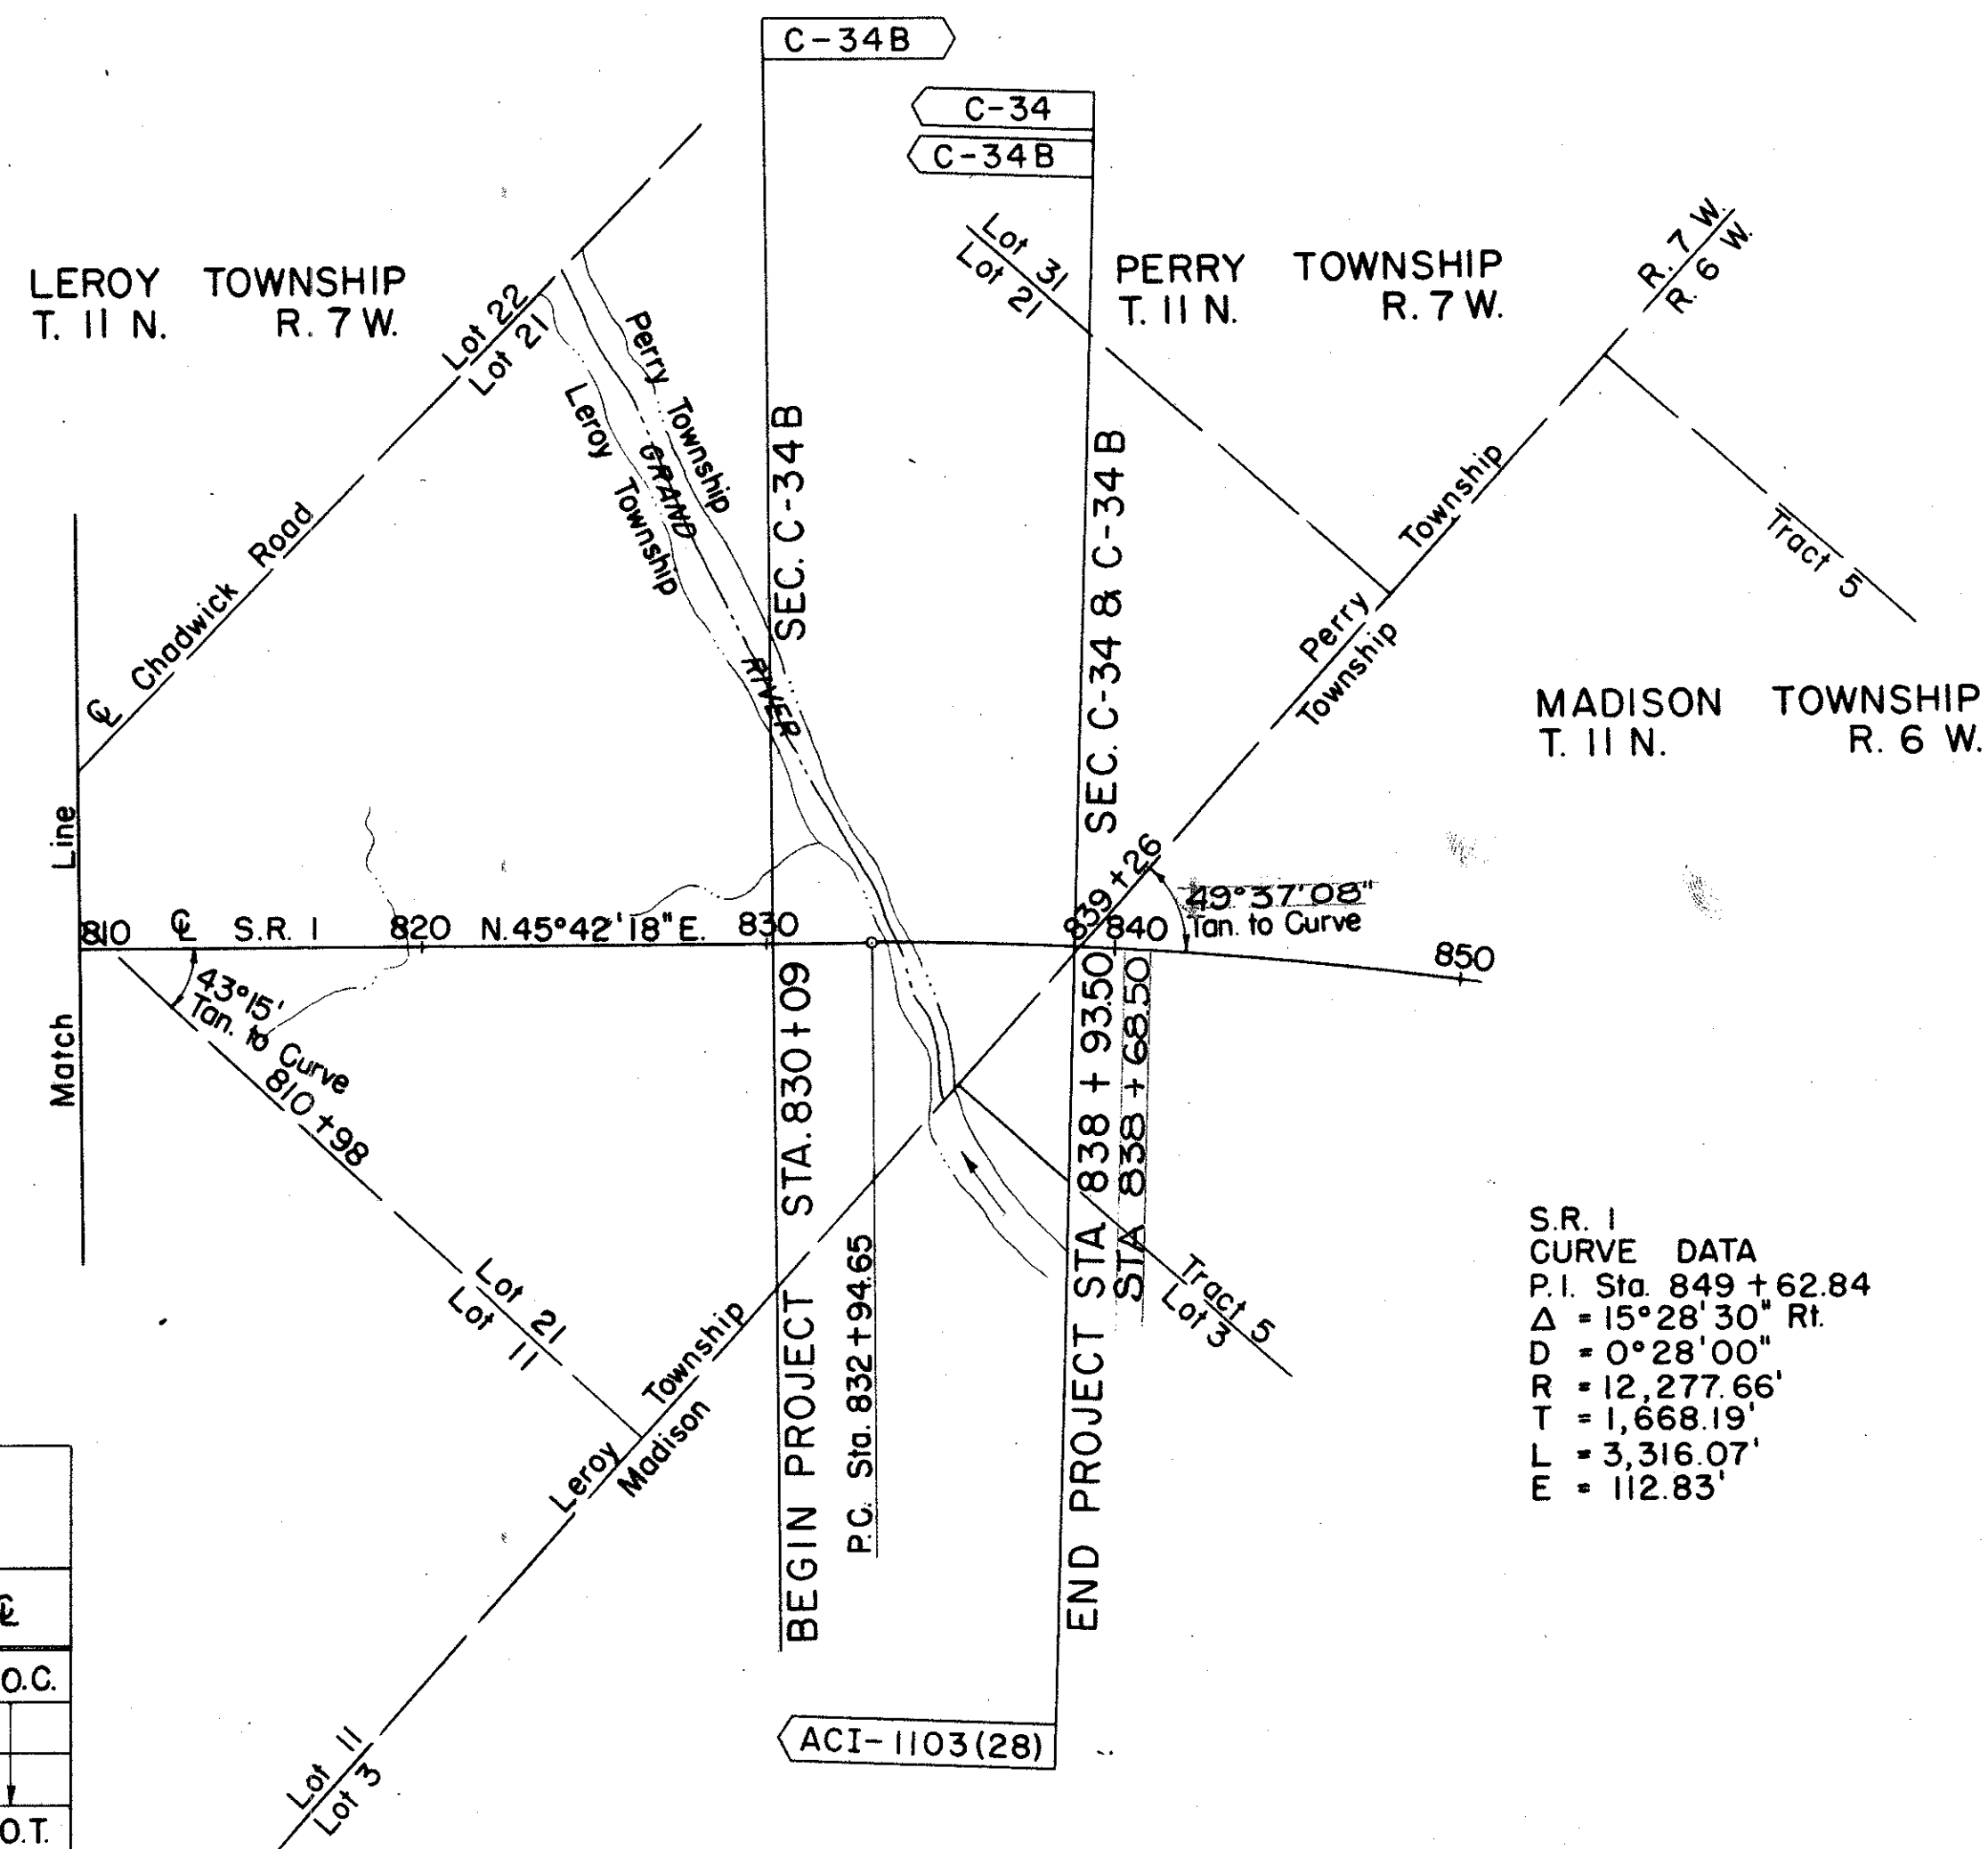 C-34B
C-34
C-34B
LEROY TOWNSHIP
T. 11 N. R. 7 W.
Lot 22
Lot 21
Perry Township
Leroy Township
GRAND RIVER
SEC. C-34B
Lot 31
Lot 21
PERRY TOWNSHIP
T. 11 N. R. 7 W.
R. 7 W.
R. 6 W.
SEC. C-34 & C-34B
Perry Township
Township
Tract 5
℄ Chadwick Road
MADISON TOWNSHIP
T. 11 N. R. 6 W.
Match Line
810 ℄ S.R. 1 820 N.45°42'18"E. 830
839+26
840
850
49°37'08"
Tan. to Curve
43°15'
Tan. to Curve
810+98
Lot 21
Lot 11
Leroy Township
Madison
BEGIN PROJECT STA. 830+09
P.C. Sta. 832+94.65
END PROJECT STA 838 + 93.50
STA 838 + 68.50
Tract 5
Lot 3
S.R. 1
CURVE DATA
P.I. Sta. 849 + 62.84
Δ = 15°28'30" Rt.
D = 0°28'00"
R = 12,277.66'
T = 1,668.19'
L = 3,316.07'
E = 112.83'
ACI-1103(28)
Lot 11
Lot 3
℄
O.C.
O.T.